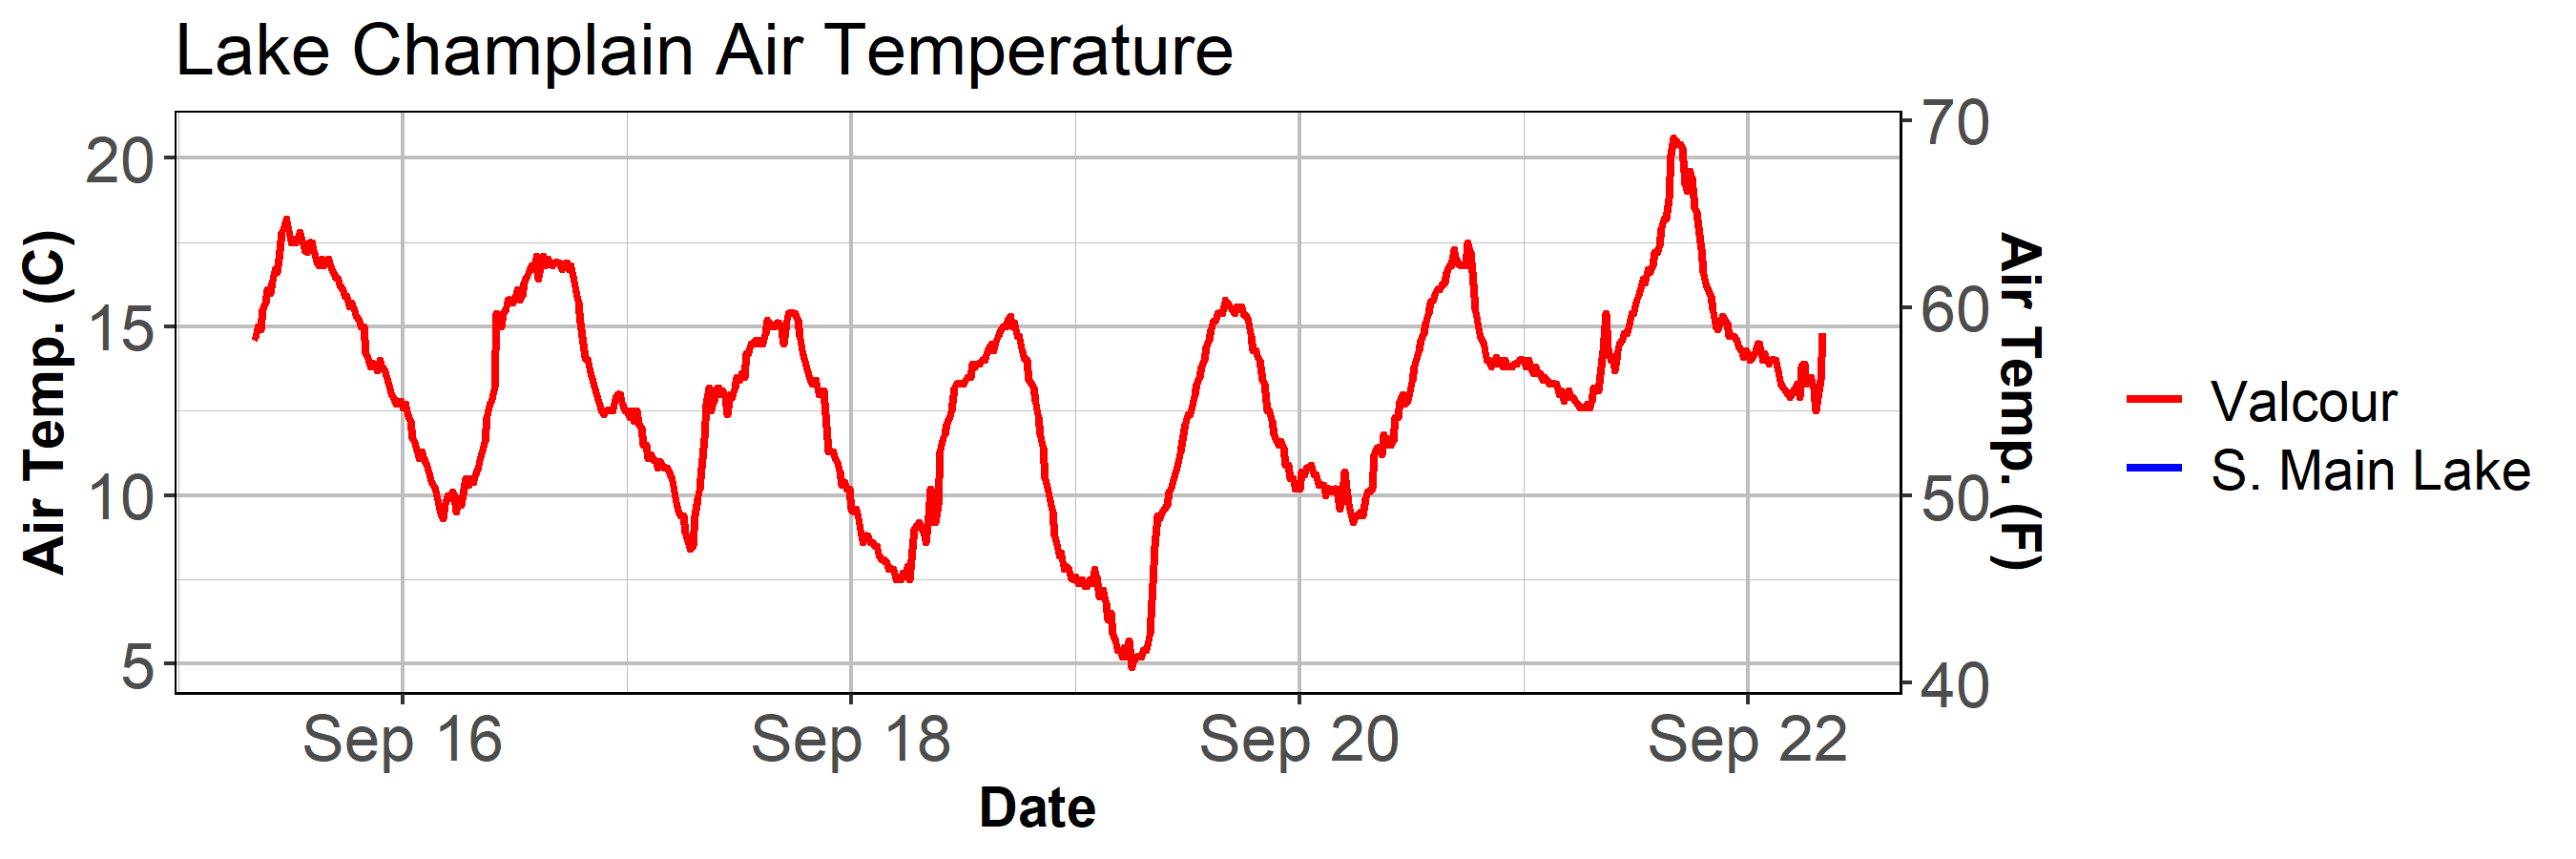 Lake Champlain Air Temperature
Air Temp. (C)
20
15
10
5
70
60
50
40
Air Temp. (F)
Sep 16
Sep 18
Sep 20
Sep 22
Date
Valcour
S. Main Lake